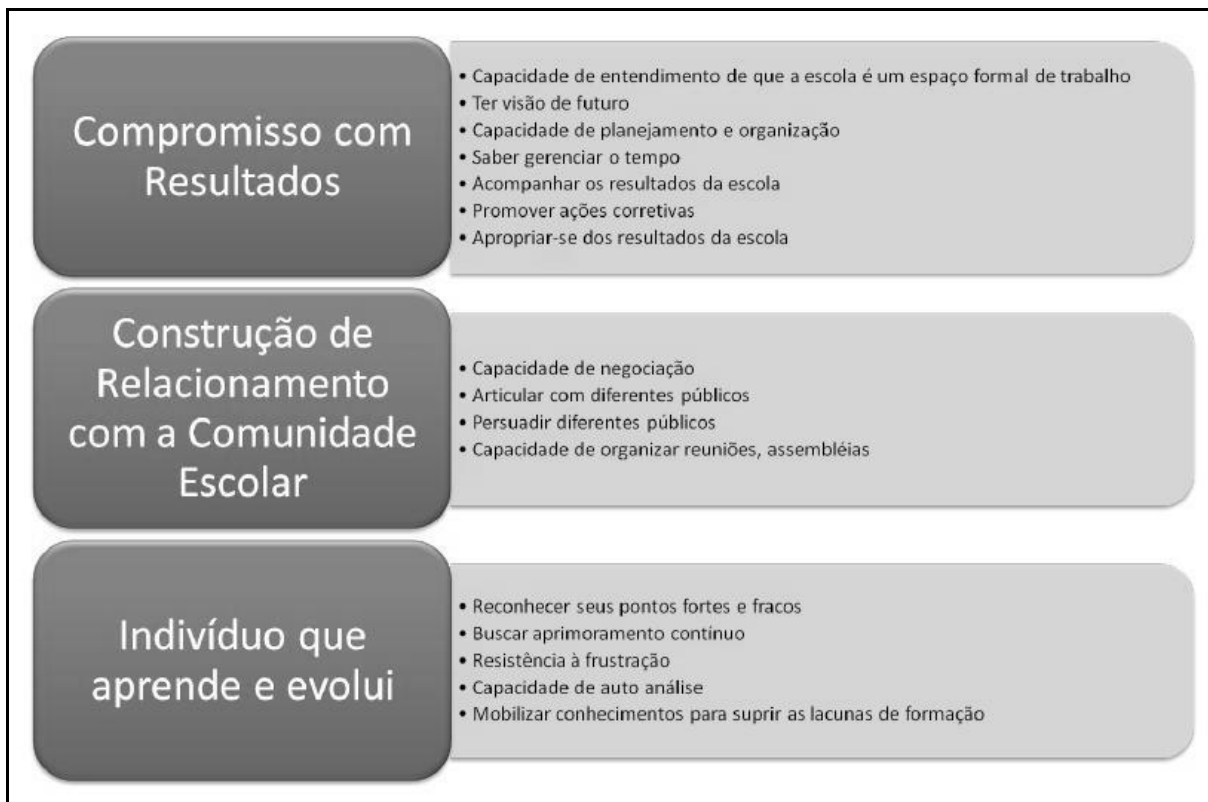 Compromisso com
Resultados
• Capacidade de entendimento de que a escola é um espaço formal de trabalho
• Ter visão de futuro
• Capacidade de planejamento e organização
• Saber gerenciar o tempo
• Acompanhar os resultados da escola
• Promover ações corretivas
• Apropriar-se dos resultados da escola
Construção de
Relacionamento
com a Comunidade
Escolar
• Capacidade de negociação
• Articular com diferentes públicos
• Persuadir diferentes públicos
• Capacidade de organizar reuniões, assembléias
Indivíduo que
aprende e evolui
• Reconhecer seus pontos fortes e fracos
• Buscar aprimoramento contínuo
• Resistência à frustração
• Capacidade de auto análise
• Mobilizar conhecimentos para suprir as lacunas de formação